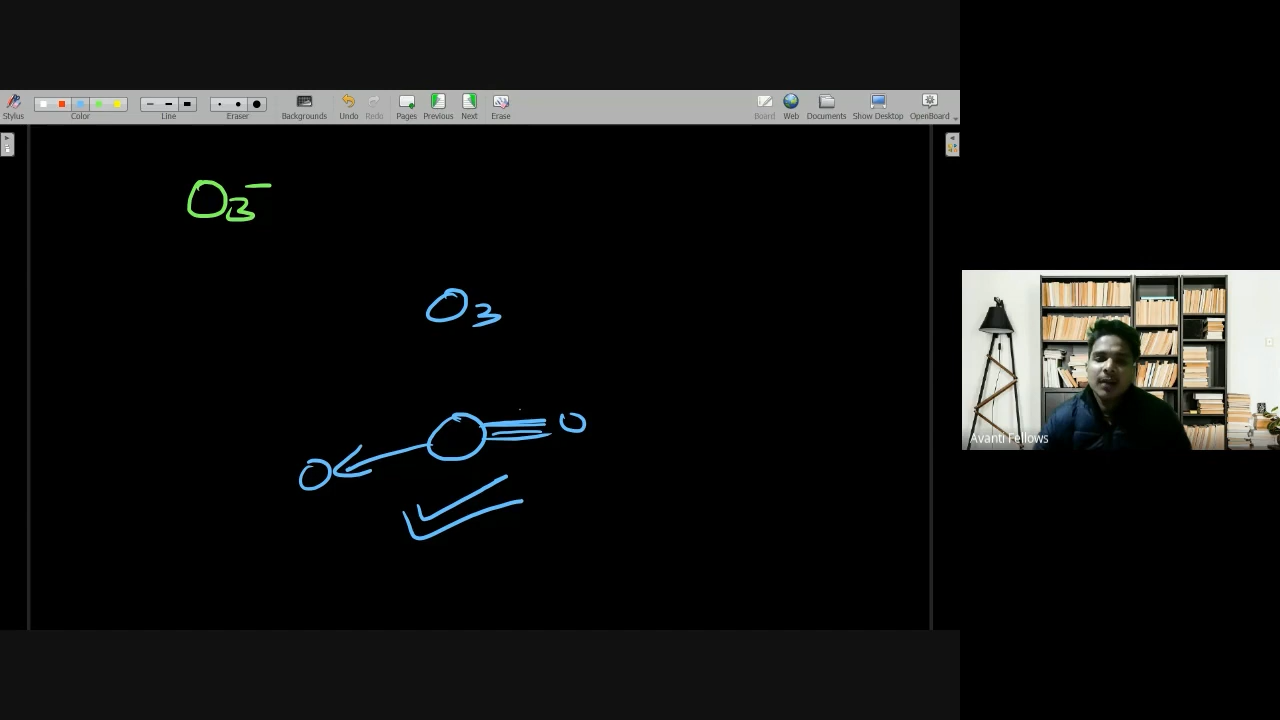 Stylus Color Line Eraser Backgrounds Undo Redo Pages Previous Next Erase Board Web Documents Show Desktop OpenBoard
O₃⁻
O₃
O O O
Avanti Fellows